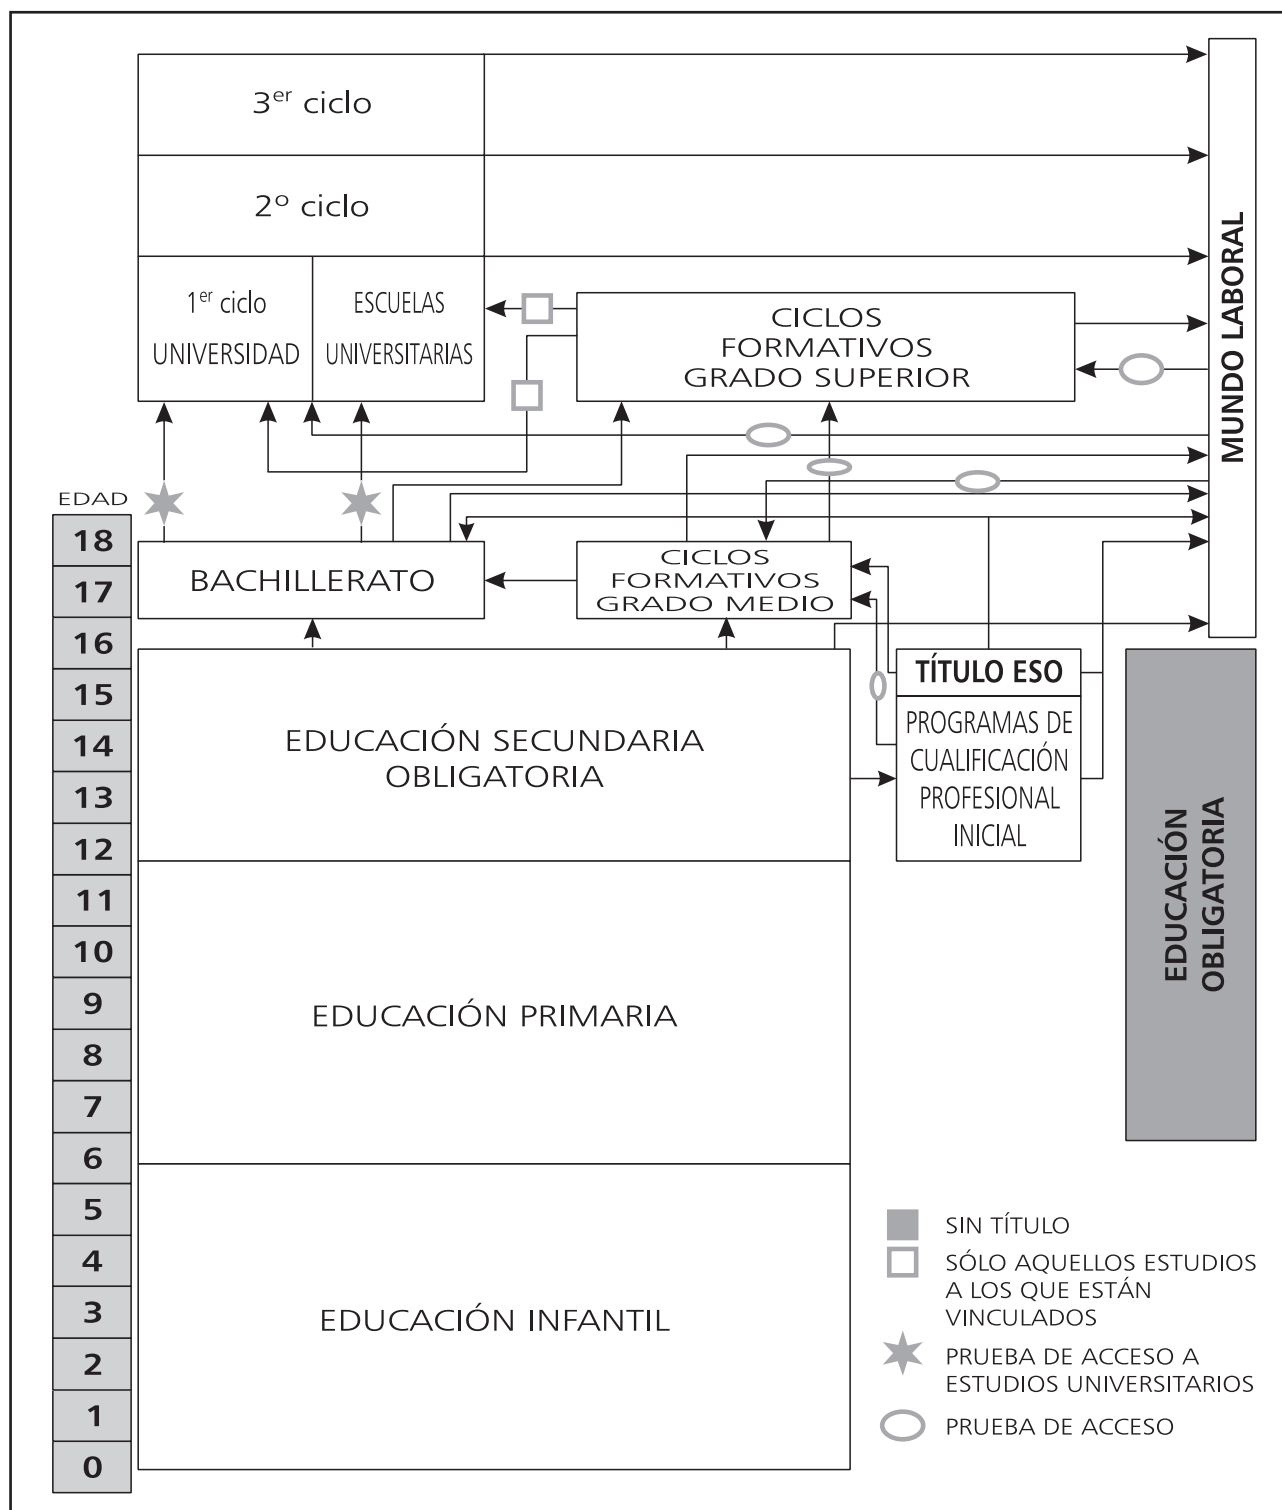 3er ciclo
2º ciclo
1er ciclo
UNIVERSIDAD
ESCUELAS
UNIVERSITARIAS
CICLOS
FORMATIVOS
GRADO SUPERIOR
MUNDO LABORAL
EDAD
18
17
16
15
14
13
12
11
10
9
8
7
6
5
4
3
2
1
0
BACHILLERATO
CICLOS
FORMATIVOS
GRADO MEDIO
EDUCACIÓN SECUNDARIA
OBLIGATORIA
TÍTULO ESO
PROGRAMAS DE
CUALIFICACIÓN
PROFESIONAL
INICIAL
EDUCACIÓN
OBLIGATORIA
EDUCACIÓN PRIMARIA
EDUCACIÓN INFANTIL
SIN TÍTULO
SÓLO AQUELLOS ESTUDIOS
A LOS QUE ESTÁN
VINCULADOS
PRUEBA DE ACCESO A
ESTUDIOS UNIVERSITARIOS
PRUEBA DE ACCESO